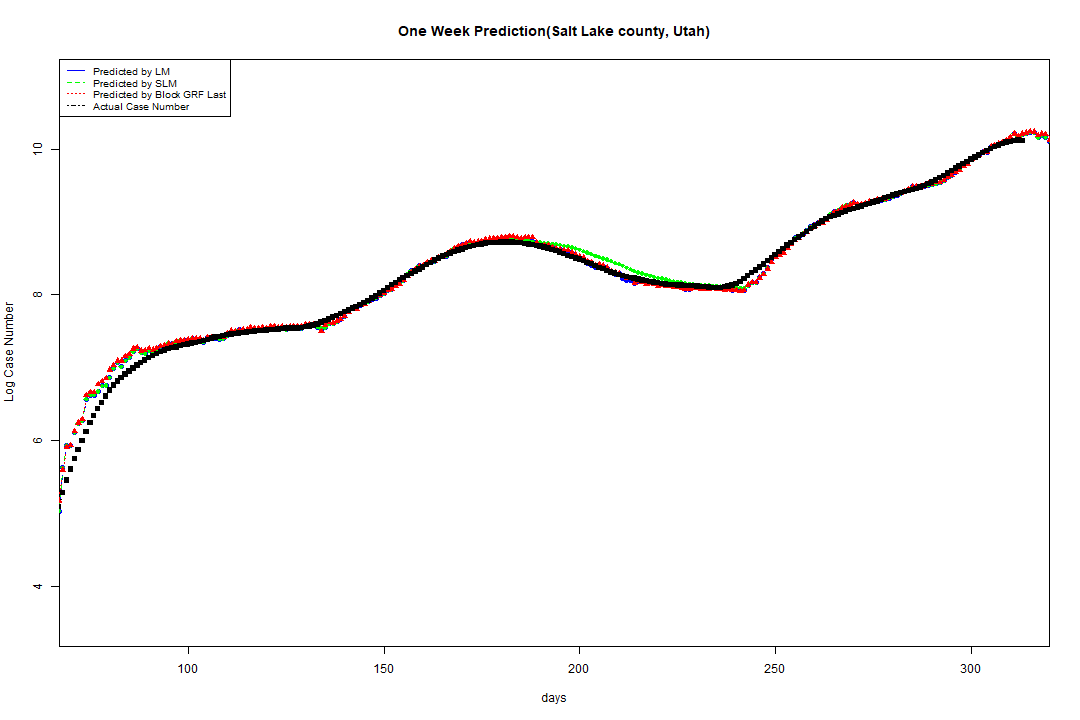 One Week Prediction(Salt Lake county, Utah)
Predicted by LM
Predicted by SLM
Predicted by Block GRF Last
Actual Case Number
10
8
6
4
Log Case Number
100 150 200 250 300
days